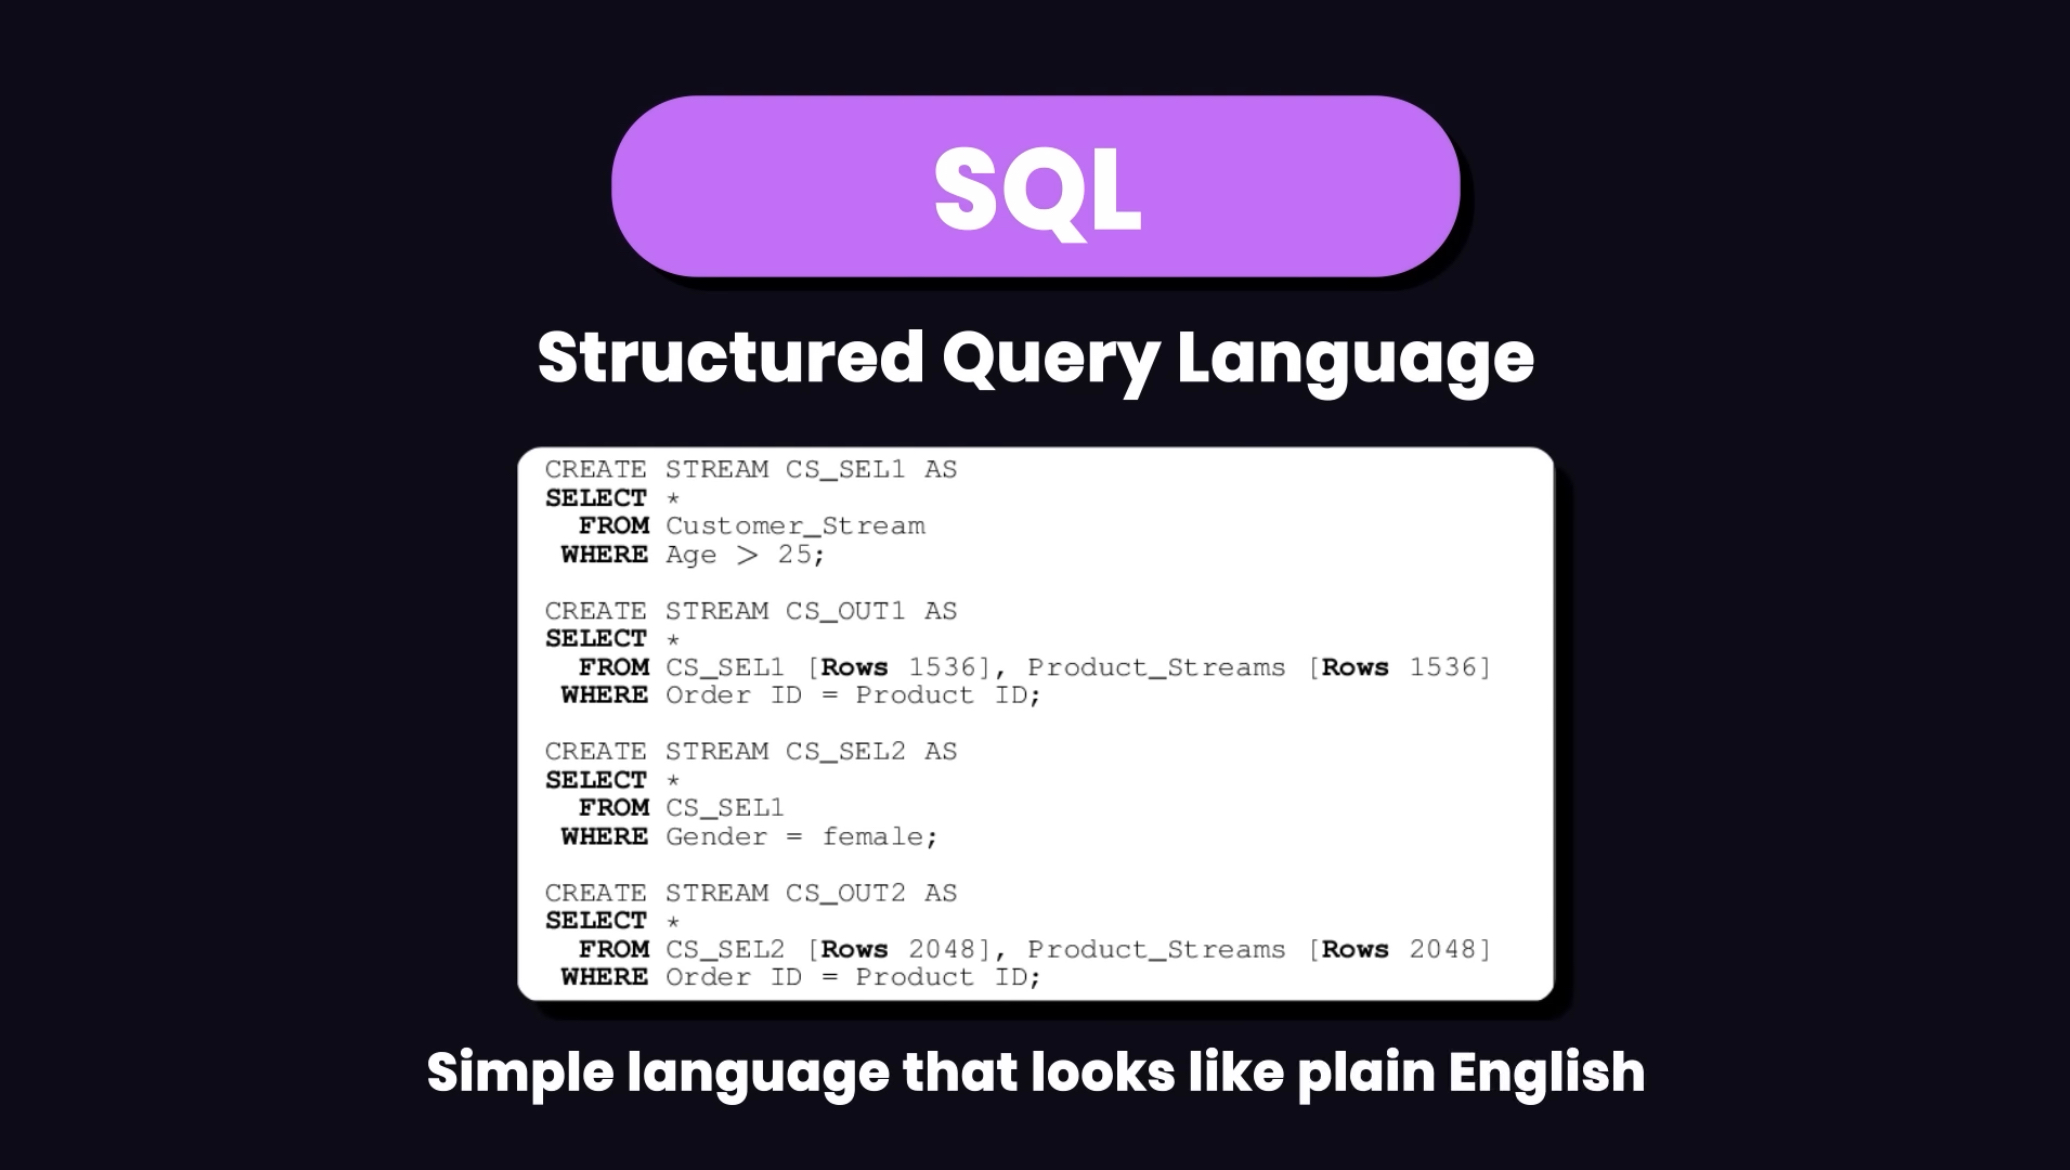 SQL
Structured Query Language
CREATE STREAM CS_SEL1 AS
SELECT *
FROM Customer_Stream
WHERE Age > 25;
CREATE STREAM CS_OUT1 AS
SELECT *
FROM CS_SEL1 [Rows 1536], Product_Streams [Rows 1536]
WHERE Order ID = Product ID;
CREATE STREAM CS_SEL2 AS
SELECT *
FROM CS_SEL1
WHERE Gender = female;
CREATE STREAM CS_OUT2 AS
SELECT *
FROM CS_SEL2 [Rows 2048], Product_Streams [Rows 2048]
WHERE Order ID = Product ID;
Simple language that looks like plain English